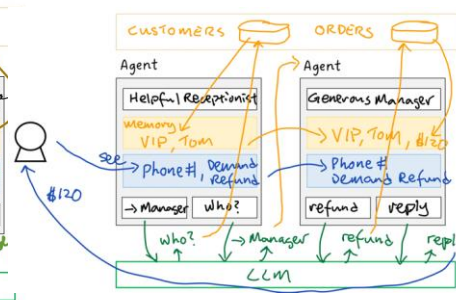 CUSTOMERS
ORDERS
Agent
Agent
Helpful Receptionist
Generous Manager
memory
VIP, Tom
VIP, Tom, $120
see
Phone #, Demand
Refund
Phone #
Demand Refund
$120
→Manager
who?
refund
reply
who?
→Manager
refund
repl
LLM